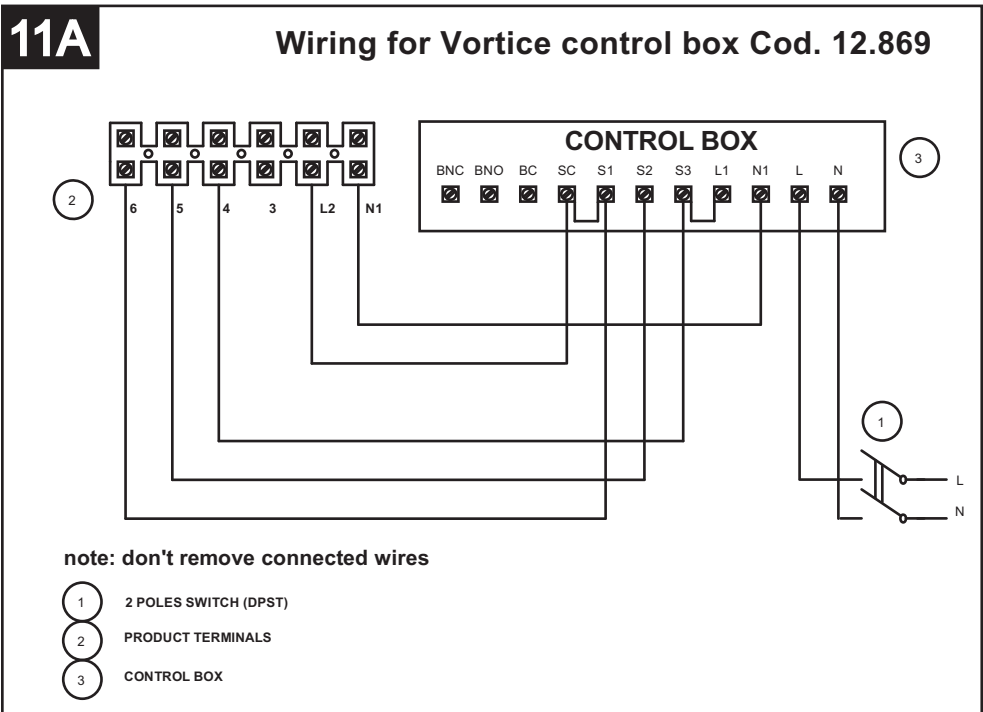 11A
Wiring for Vortice control box Cod. 12.869
CONTROL BOX
BNC BNO BC SC S1 S2 S3 L1 N1 L N
3
2
6 5 4 3 L2 N1
1
L
N
note: don't remove connected wires
1 2 POLES SWITCH (DPST)
2 PRODUCT TERMINALS
3 CONTROL BOX